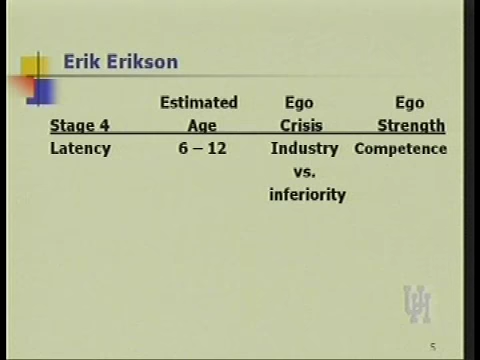 Erik Erikson
Estimated Ego Ego
Stage 4 Age Crisis Strength
Latency 6 – 12 Industry Competence
vs.
inferiority
UH
5